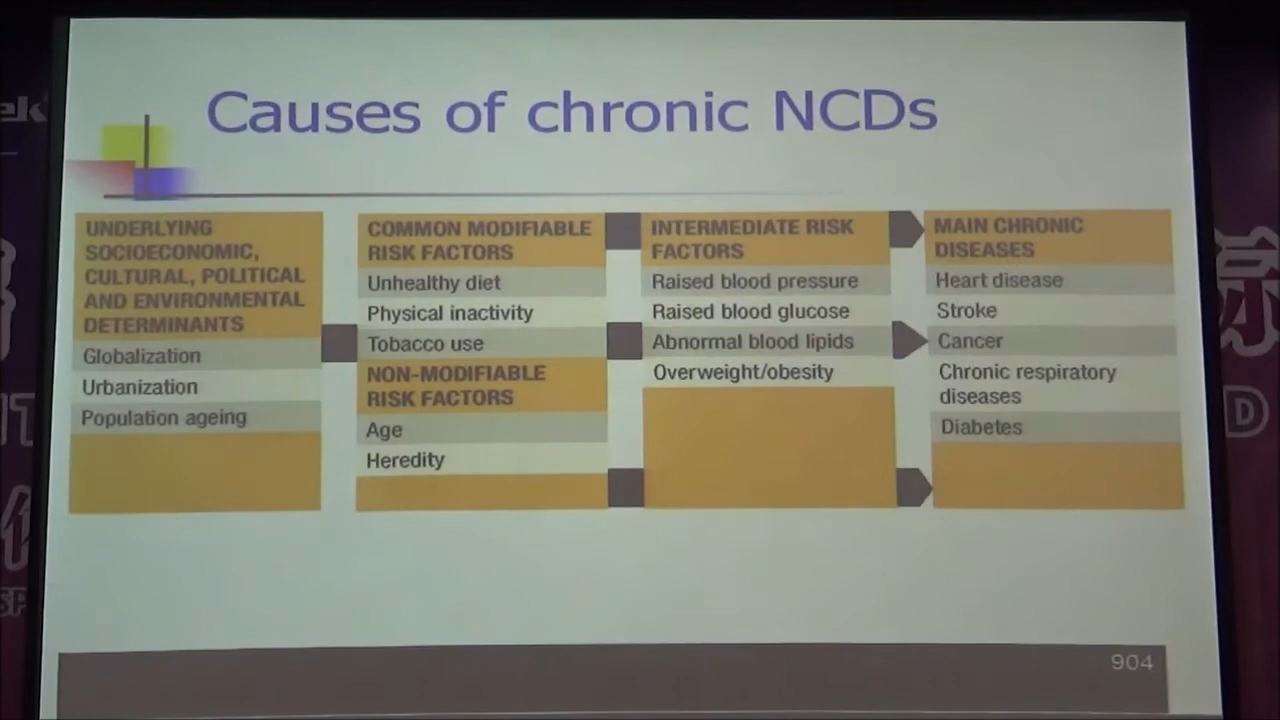 Causes of chronic NCDs
UNDERLYING
SOCIOECONOMIC,
CULTURAL, POLITICAL
AND ENVIRONMENTAL
DETERMINANTS
Globalization
Urbanization
Population ageing
COMMON MODIFIABLE
RISK FACTORS
Unhealthy diet
Physical inactivity
Tobacco use
NON-MODIFIABLE
RISK FACTORS
Age
Heredity
INTERMEDIATE RISK
FACTORS
Raised blood pressure
Raised blood glucose
Abnormal blood lipids
Overweight/obesity
MAIN CHRONIC
DISEASES
Heart disease
Stroke
Cancer
Chronic respiratory
diseases
Diabetes
904